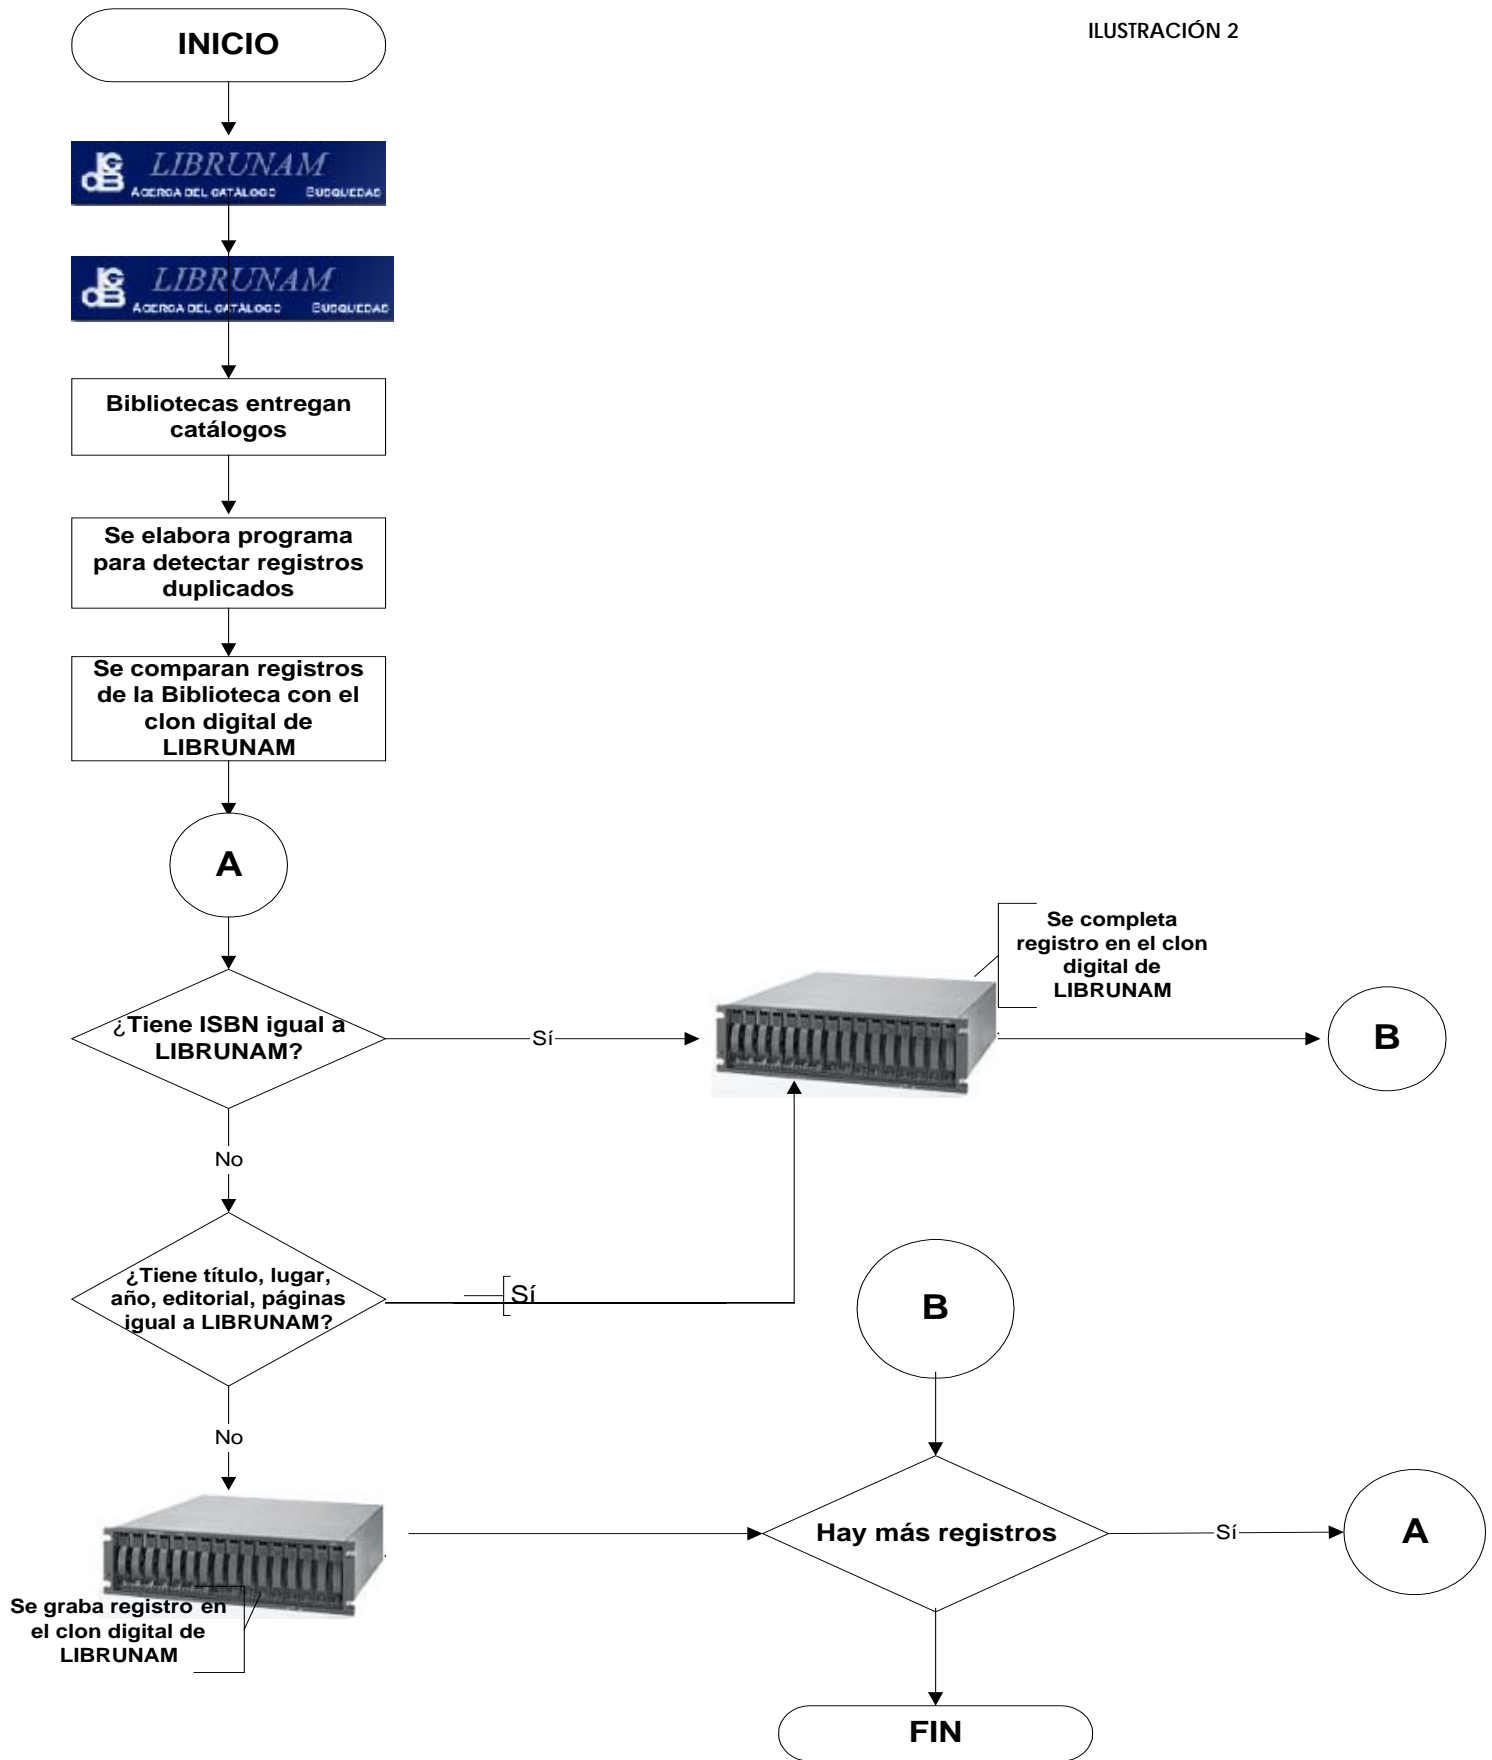 ILUSTRACIÓN 2
INICIO
LIBRUNAM
ACERCA DEL CATÁLOGO BUSQUEDAS
LIBRUNAM
ACERCA DEL CATÁLOGO BUSQUEDAS
Bibliotecas entregan
catálogos
Se elabora programa
para detectar registros
duplicados
Se comparan registros
de la Biblioteca con el
clon digital de
LIBRUNAM
A
¿Tiene ISBN igual a
LIBRUNAM?
Sí
Se completa
registro en el clon
digital de
LIBRUNAM
B
No
¿Tiene título, lugar,
año, editorial, páginas
igual a LIBRUNAM?
Sí
B
No
Se graba registro en
el clon digital de
LIBRUNAM
Hay más registros
Sí
A
FIN